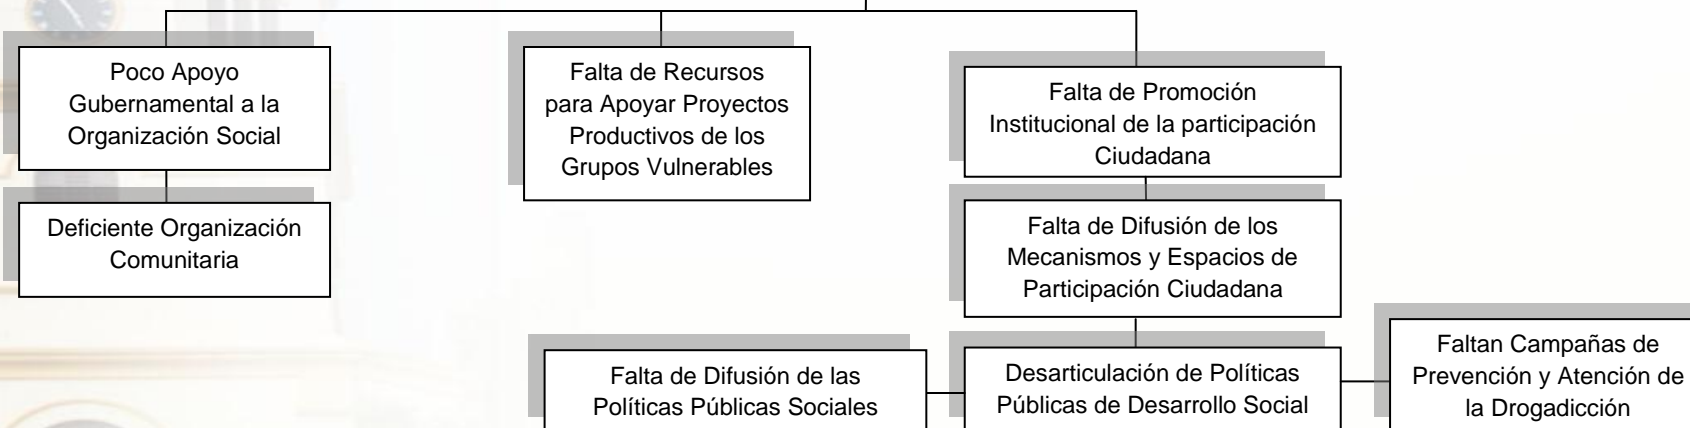 Poco Apoyo
Gubernamental a la
Organización Social
Falta de Recursos
para Apoyar Proyectos
Productivos de los
Grupos Vulnerables
Falta de Promoción
Institucional de la participación
Ciudadana
Deficiente Organización
Comunitaria
Falta de Difusión de los
Mecanismos y Espacios de
Participación Ciudadana
Falta de Difusión de las
Políticas Públicas Sociales
Desarticulación de Políticas
Públicas de Desarrollo Social
Faltan Campañas de
Prevención y Atención de
la Drogadicción